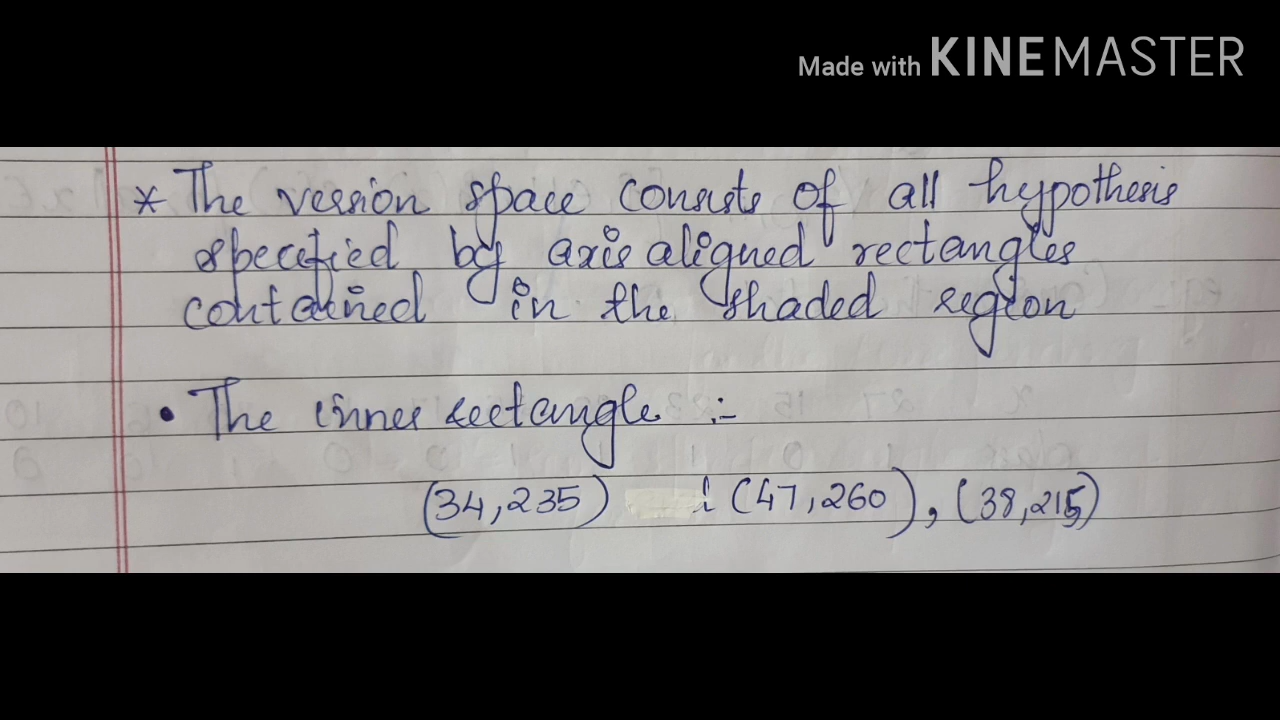 Made with KINEMASTER
* The version space consists of all hypothesis
specified by axis aligned rectangles
contained in the shaded region
• The inner rectangle :-
(34,235) (47,260), (38,215)